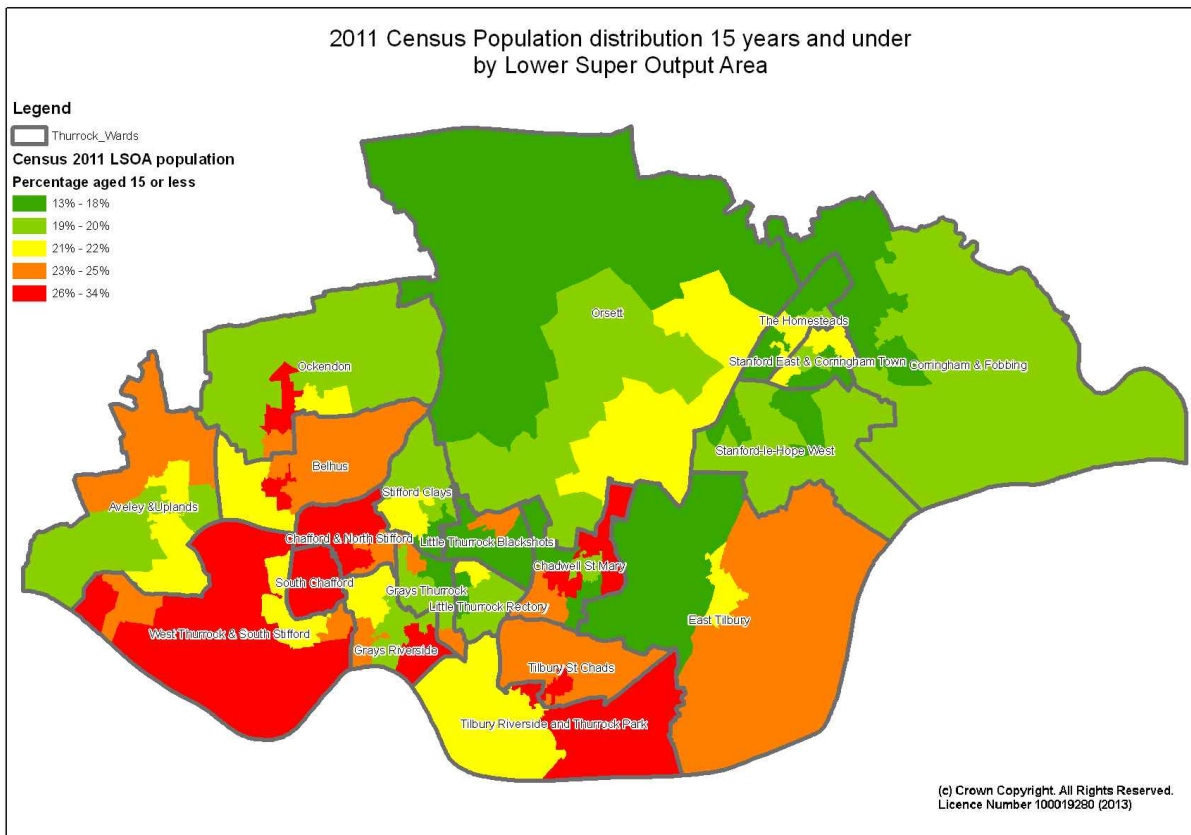 2011 Census Population distribution 15 years and under
by Lower Super Output Area
Legend
Thurrock_Wards
Census 2011 LSOA population
Percentage aged 15 or less
13% - 18%
19% - 20%
21% - 22%
23% - 25%
26% - 34%
Orsett
The Homesteads
Ockendon
Stanford East & Corringham Town
Corringham & Fobbing
Stanford-le-Hope West
Belhus
Stifford Clays
Aveley &Uplands
Chafford & North Stifford
Little Thurrock Blackshots
Chadwell St Mary
South Chafford
Grays Thurrock
Little Thurrock Rectory
East Tilbury
West Thurrock & South Stifford
Grays Riverside
Tilbury St Chads
Tilbury Riverside and Thurrock Park
(c) Crown Copyright. All Rights Reserved.
Licence Number 100019280 (2013)